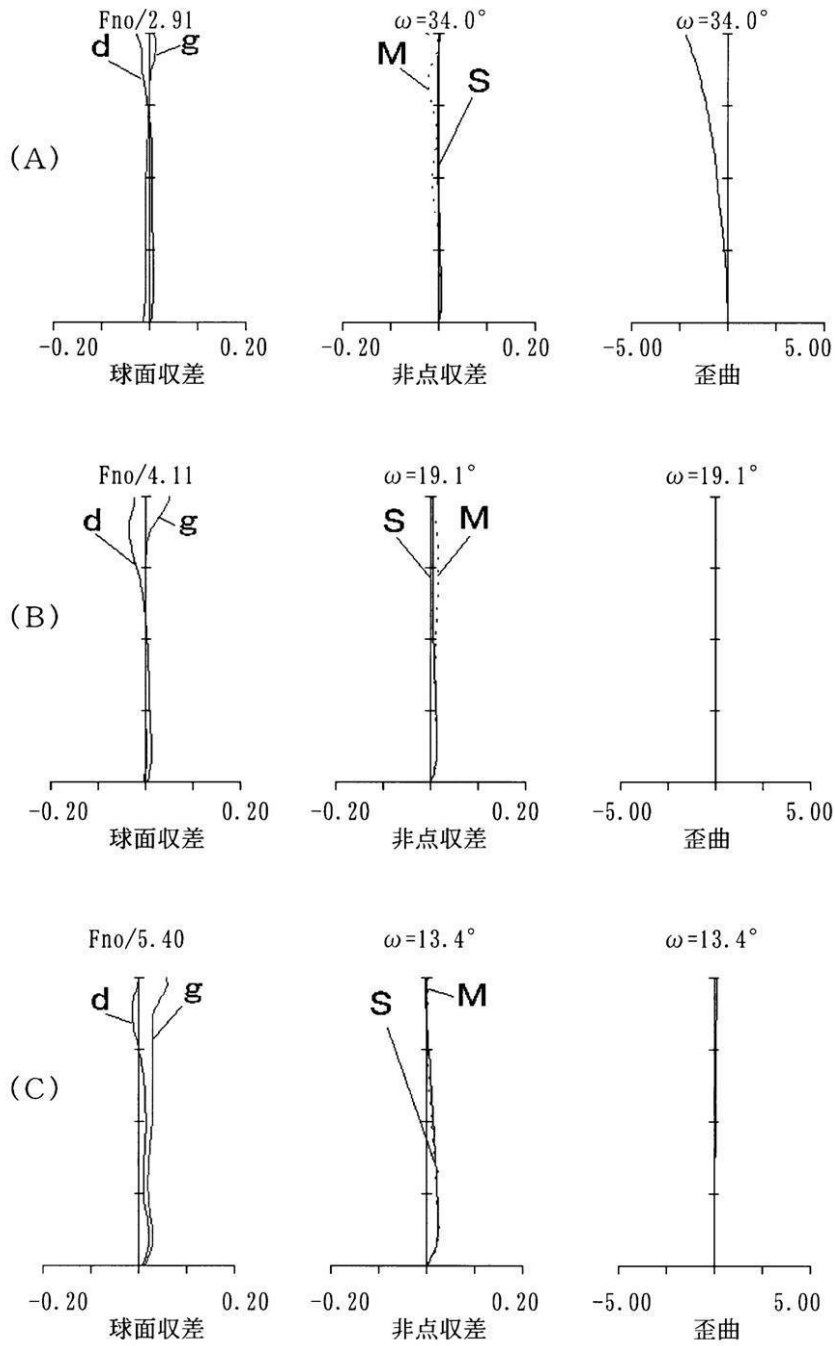 Fno/2.91
ω=34.0°
d
g
M
S
(A)
-0.20
0.20
球面収差
-0.20
0.20
非点収差
-5.00
5.00
歪曲
Fno/4.11
ω=19.1°
ω=19.1°
d
g
S
M
(B)
-0.20
0.20
球面収差
-0.20
0.20
非点収差
-5.00
5.00
歪曲
Fno/5.40
ω=13.4°
ω=13.4°
d
g
S
M
(C)
-0.20
0.20
球面収差
-0.20
0.20
非点収差
-5.00
5.00
歪曲